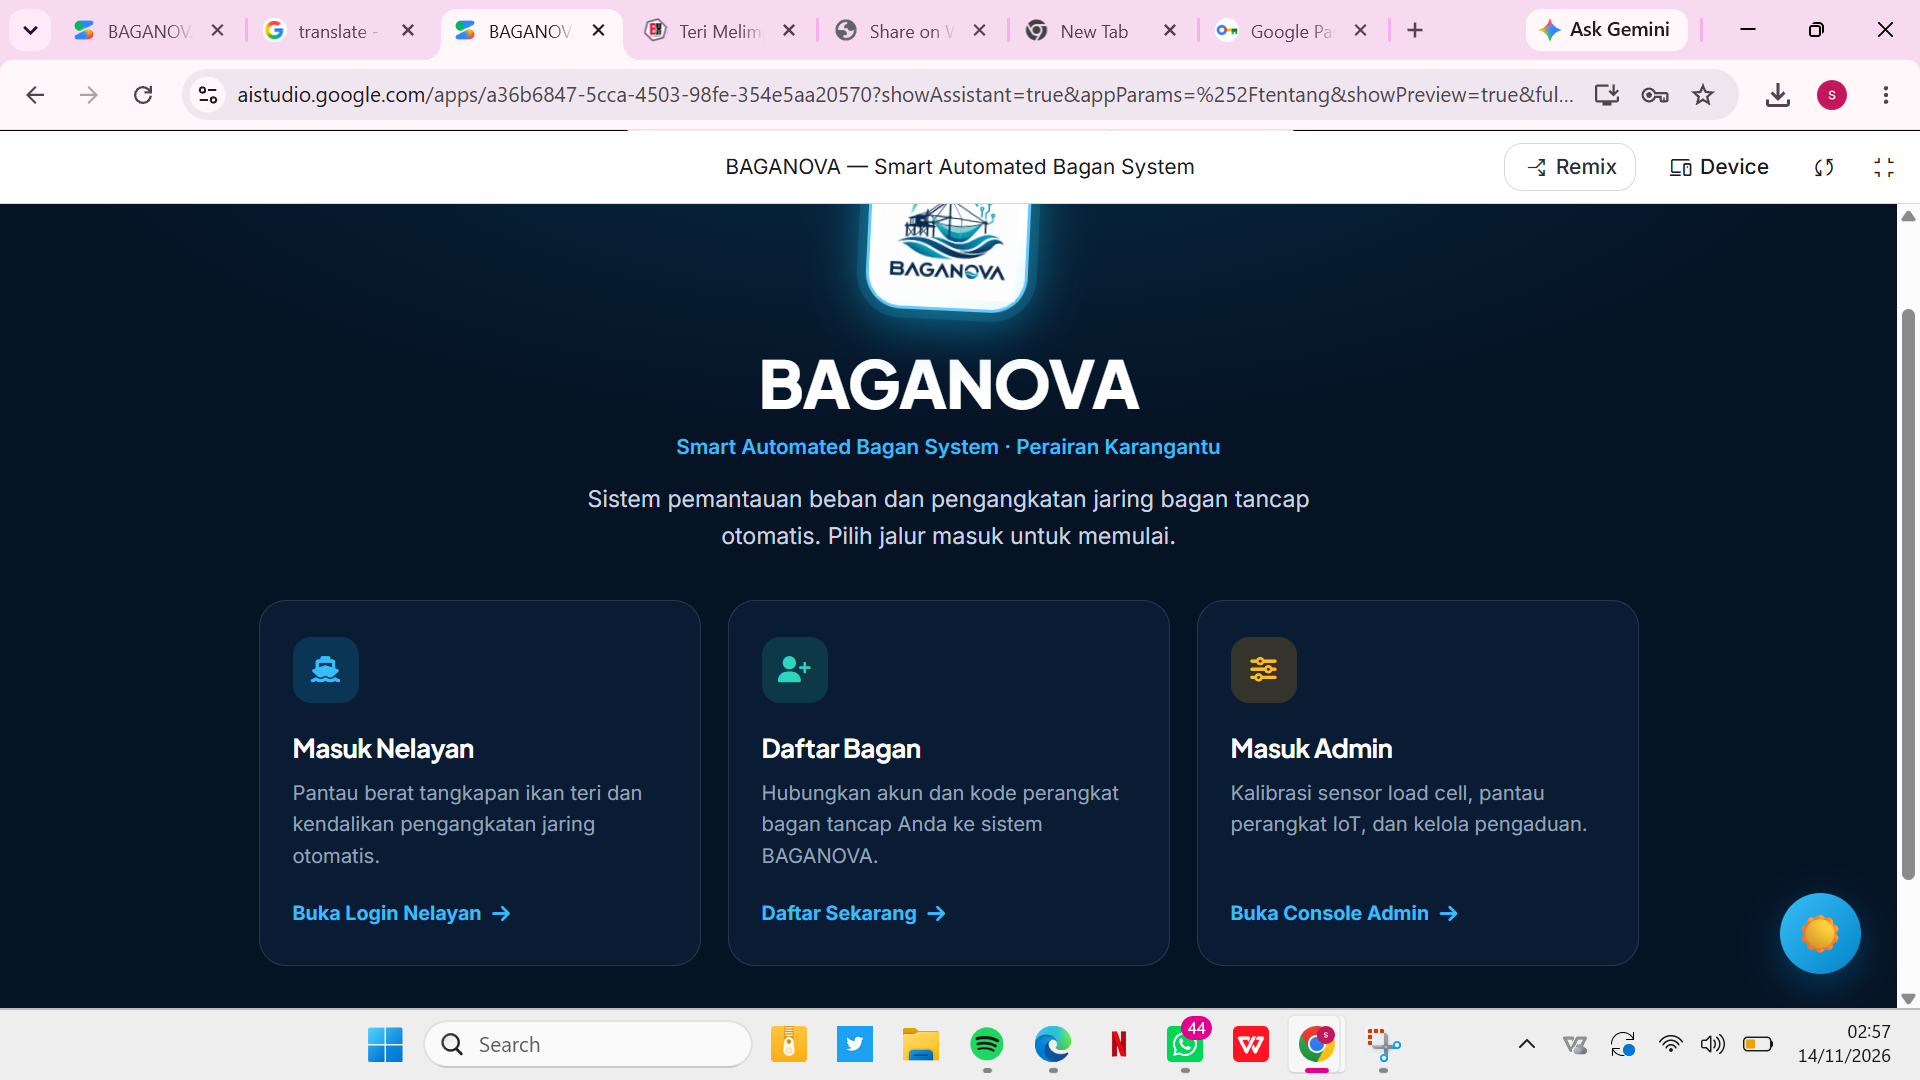 BAGANOV
translate -
BAGANOV
Teri Melim
Share on W
New Tab
Google Pa
Ask Gemini
aistudio.google.com/apps/a36b6847-5cca-4503-98fe-354e5aa20570?showAssistant=true&appParams=%252Ftentang&showPreview=true&ful...
S
BAGANOVA — Smart Automated Bagan System
Remix
Device
BAGANOVA
BAGANOVA
Smart Automated Bagan System · Perairan Karangantu
Sistem pemantauan beban dan pengangkatan jaring bagan tancap
otomatis. Pilih jalur masuk untuk memulai.
Masuk Nelayan
Pantau berat tangkapan ikan teri dan
kendalikan pengangkatan jaring
otomatis.
Buka Login Nelayan →
Daftar Bagan
Hubungkan akun dan kode perangkat
bagan tancap Anda ke sistem
BAGANOVA.
Daftar Sekarang →
Masuk Admin
Kalibrasi sensor load cell, pantau
perangkat IoT, dan kelola pengaduan.
Buka Console Admin →
Search
44
02:57
14/11/2026